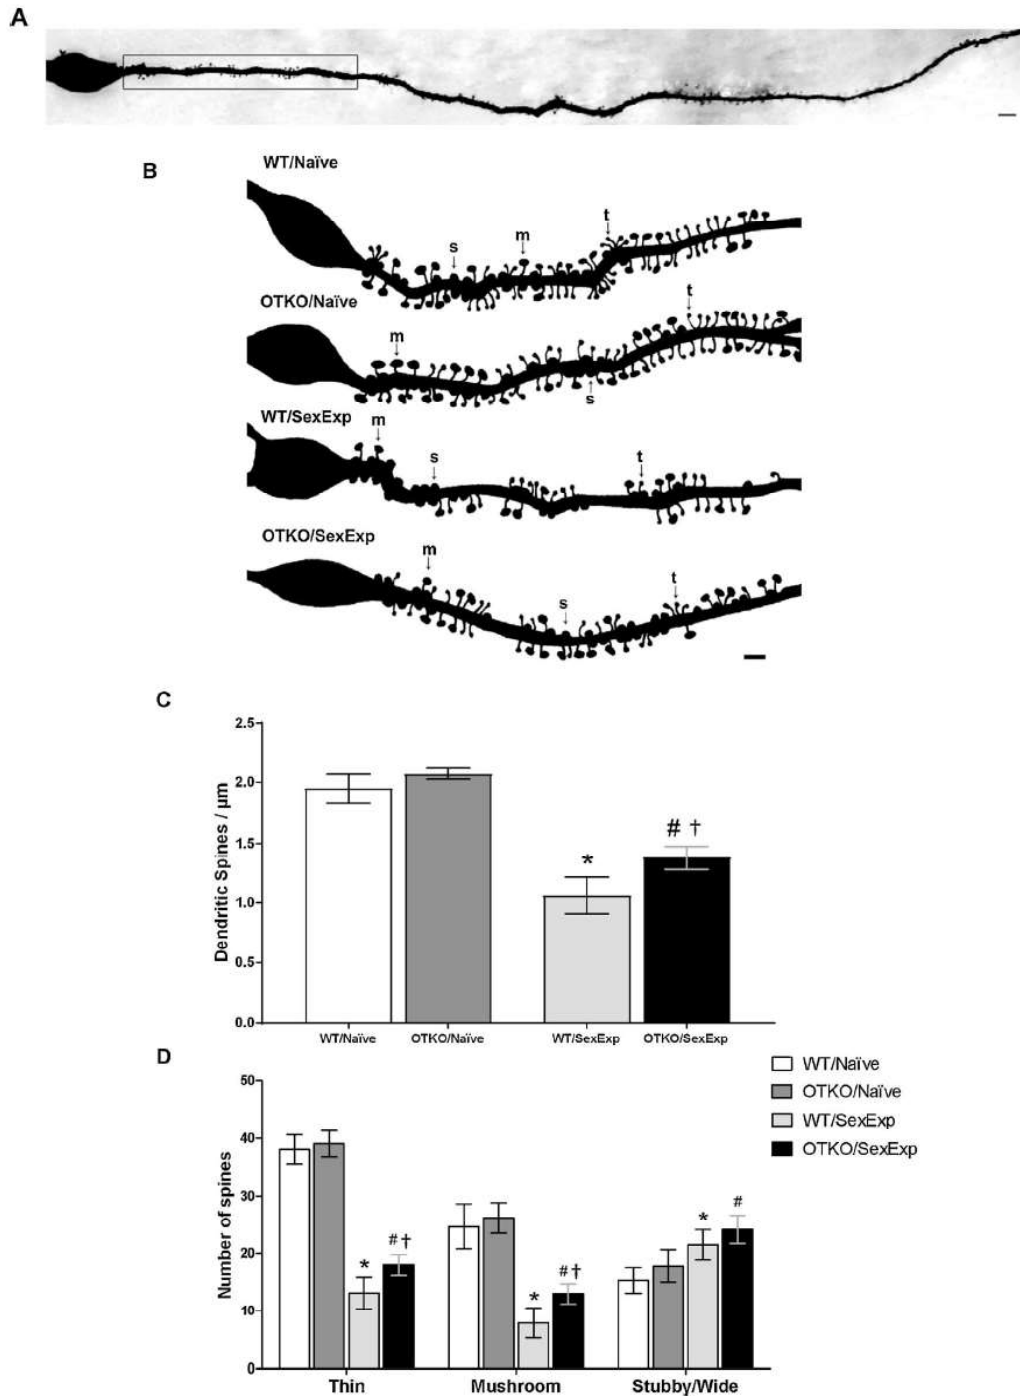 A
B
WT/Naïve
t
m
s
OTKO/Naïve
t
m
s
WT/SexExp
m
s
t
OTKO/SexExp
m
t
s
C
Dendritic Spines / µm
2.5
2.0
1.5
1.0
0.5
0.0
*
# †
WT/Naïve OTKO/Naïve WT/SexExp OTKO/SexExp
D
WT/Naïve
OTKO/Naïve
WT/SexExp
OTKO/SexExp
Number of spines
50
40
30
20
10
0
* #†
* #†
* #
Thin Mushroom Stubby/Wide